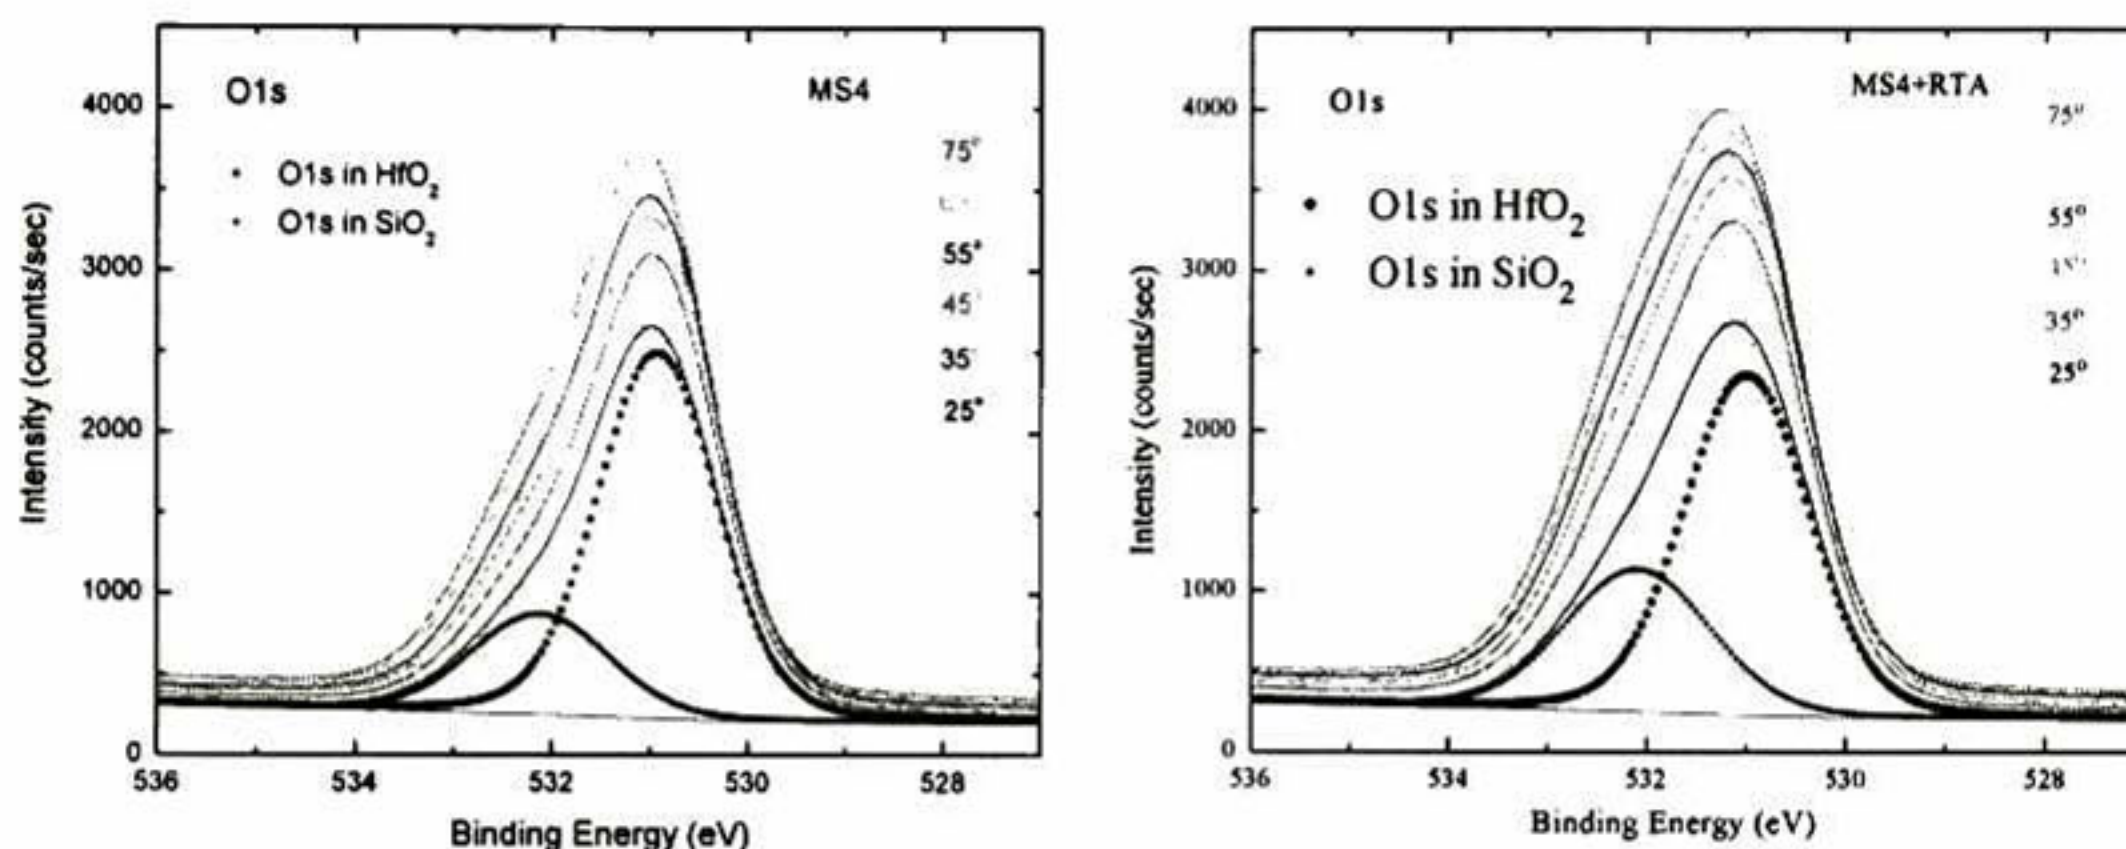 O1s
MS4
O1s in HfO₂
O1s in SiO₂
75°
55°
45°
35°
25°
4000
3000
2000
1000
0
536
534
532
530
528
Intensity (counts/sec)
Binding Energy (eV)
O1s
MS4+RTA
O1s in HfO₂
O1s in SiO₂
75°
55°
35°
25°
4000
3000
2000
1000
0
536
534
532
530
528
Intensity (counts/sec)
Binding Energy (eV)